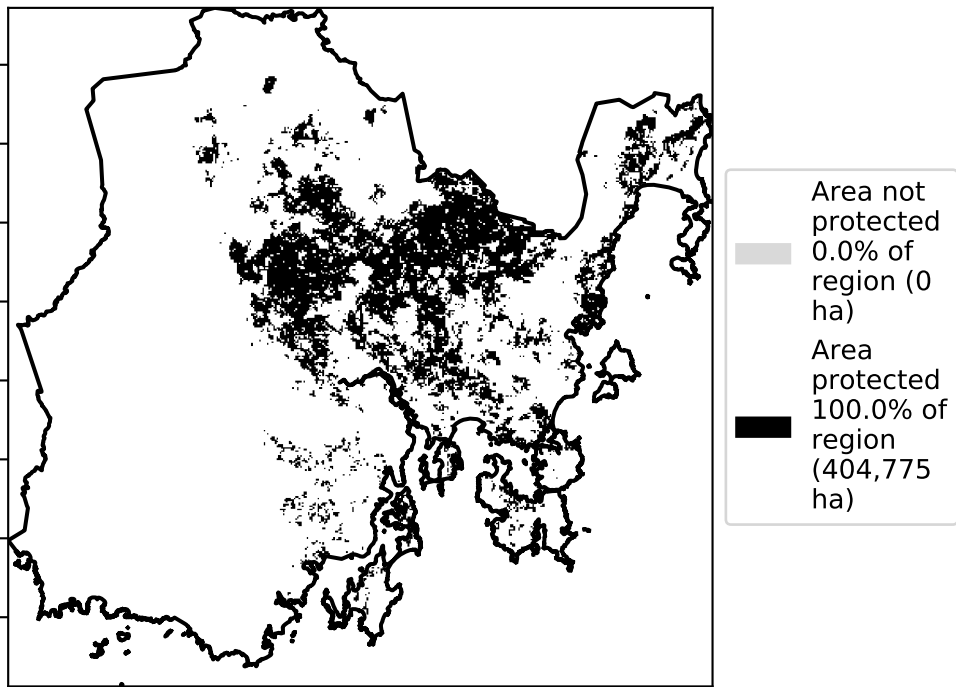 Area not
protected
0.0% of
region (0
ha)
Area
protected
100.0% of
region
(404,775
ha)